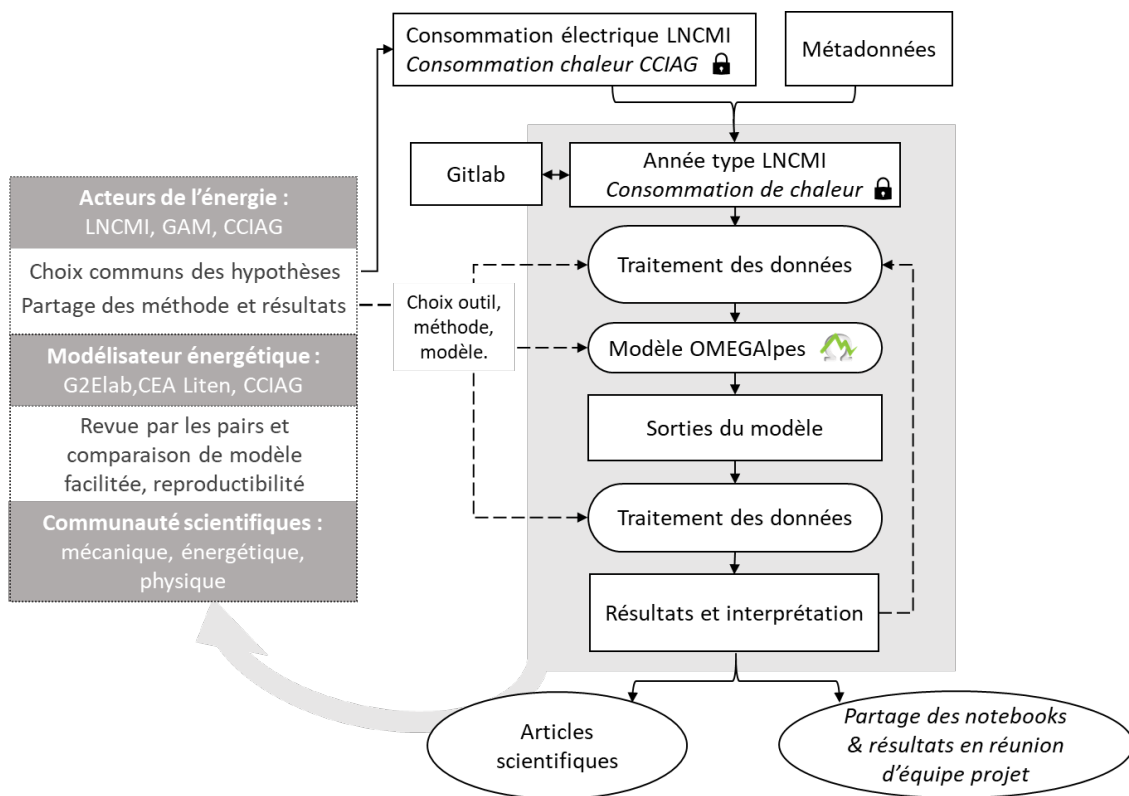 Consommation électrique LNCMI
Consommation chaleur CCIAG
Métadonnées
Gitlab
Année type LNCMI
Consommation de chaleur
Acteurs de l'énergie :
LNCMI, GAM, CCIAG
Choix communs des hypothèses
Partage des méthode et résultats
Modélisateur énergétique :
G2Elab,CEA Liten, CCIAG
Revue par les pairs et
comparaison de modèle
facilitée, reproductibilité
Communauté scientifiques :
mécanique, énergétique,
physique
Choix outil,
méthode,
modèle.
Traitement des données
Modèle OMEGAlpes
Sorties du modèle
Traitement des données
Résultats et interprétation
Articles
scientifiques
Partage des notebooks
& résultats en réunion
d'équipe projet